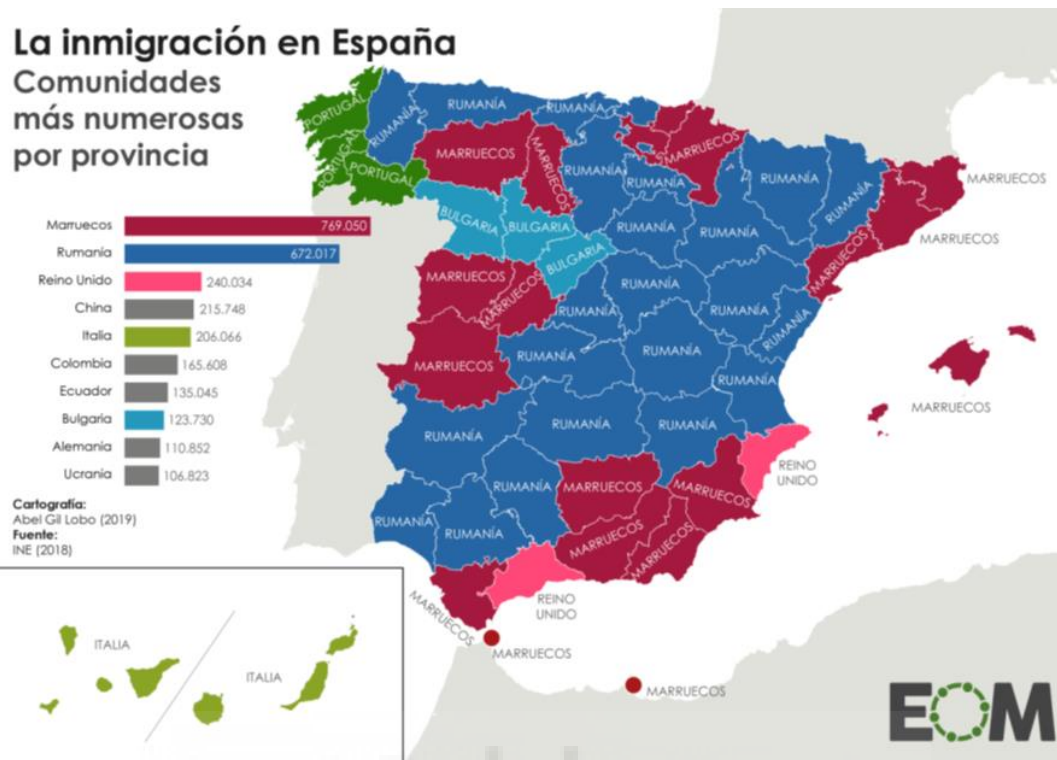 La inmigración en España
Comunidades
más numerosas
por provincia
Marruecos 769.050
Rumanía 672.017
Reino Unido 240.034
China 215.748
Italia 206.066
Colombia 165.608
Ecuador 135.045
Bulgaria 123.730
Alemania 110.852
Ucrania 106.823
Cartografía:
Abel Gil Lobo (2019)
Fuente:
INE (2018)
PORTUGAL
RUMANÍA
RUMANÍA
RUMANÍA
PORTUGAL
PORTUGAL
MARRUECOS
MARRUECOS
RUMANÍA
RUMANÍA
MARRUECOS
RUMANÍA
RUMANÍA
MARRUECOS
MARRUECOS
BULGARIA
BULGARIA
BULGARIA
RUMANÍA
RUMANÍA
MARRUECOS
MARRUECOS
MARRUECOS
RUMANÍA
RUMANÍA
RUMANÍA
RUMANÍA
MARRUECOS
RUMANÍA
RUMANÍA
RUMANÍA
MARRUECOS
RUMANÍA
RUMANÍA
RUMANÍA
REINO
UNIDO
RUMANÍA
MARRUECOS
MARRUECOS
RUMANÍA
RUMANÍA
MARRUECOS
MARRUECOS
MARRUECOS
REINO
UNIDO
MARRUECOS
MARRUECOS
ITALIA
ITALIA
EOM